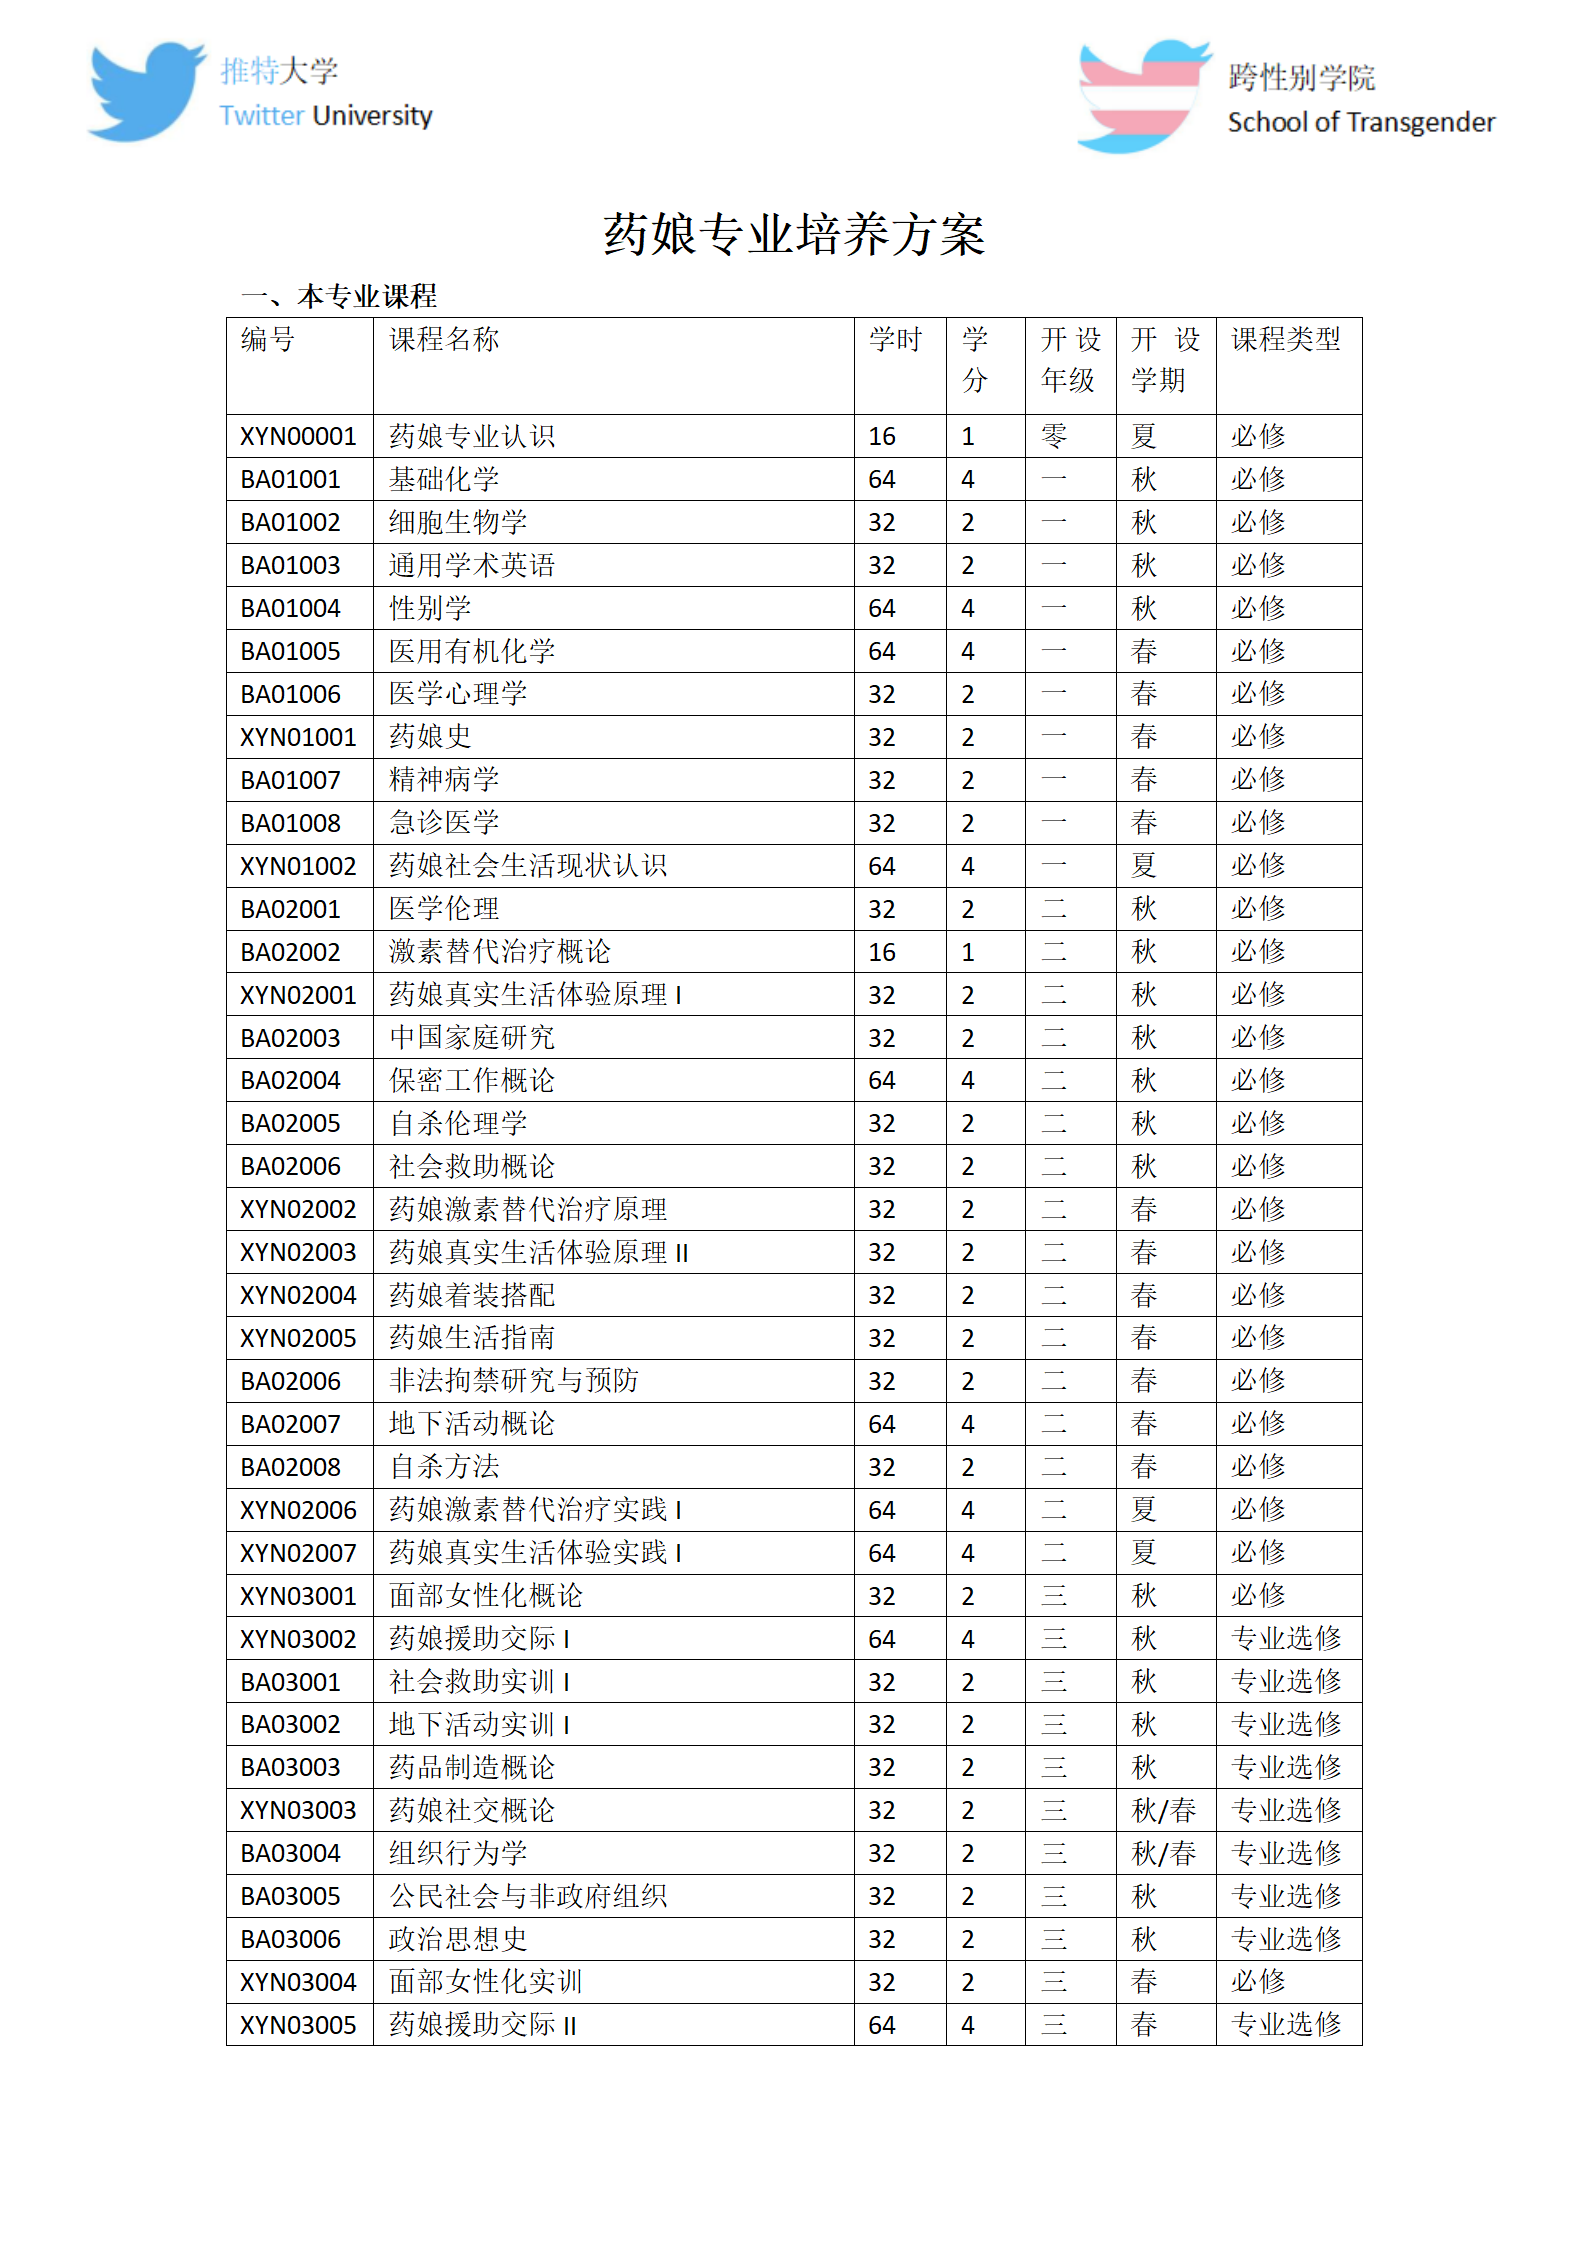 推特大学
Twitter University
跨性别学院
School of Transgender
药娘专业培养方案
一、本专业课程
编号 课程名称 学时 学分 开设年级 开设学期 课程类型
XYN00001 药娘专业认识 16 1 零 夏 必修
BA01001 基础化学 64 4 一 秋 必修
BA01002 细胞生物学 32 2 一 秋 必修
BA01003 通用学术英语 32 2 一 秋 必修
BA01004 性别学 64 4 一 秋 必修
BA01005 医用有机化学 64 4 一 春 必修
BA01006 医学心理学 32 2 一 春 必修
XYN01001 药娘史 32 2 一 春 必修
BA01007 精神病学 32 2 一 春 必修
BA01008 急诊医学 32 2 一 春 必修
XYN01002 药娘社会生活现状认识 64 4 一 夏 必修
BA02001 医学伦理 32 2 二 秋 必修
BA02002 激素替代治疗概论 16 1 二 秋 必修
XYN02001 药娘真实生活体验原理 I 32 2 二 秋 必修
BA02003 中国家庭研究 32 2 二 秋 必修
BA02004 保密工作概论 64 4 二 秋 必修
BA02005 自杀伦理学 32 2 二 秋 必修
BA02006 社会救助概论 32 2 二 秋 必修
XYN02002 药娘激素替代治疗原理 32 2 二 春 必修
XYN02003 药娘真实生活体验原理 II 32 2 二 春 必修
XYN02004 药娘着装搭配 32 2 二 春 必修
XYN02005 药娘生活指南 32 2 二 春 必修
BA02006 非法拘禁研究与预防 32 2 二 春 必修
BA02007 地下活动概论 64 4 二 春 必修
BA02008 自杀方法 32 2 二 春 必修
XYN02006 药娘激素替代治疗实践 I 64 4 二 夏 必修
XYN02007 药娘真实生活体验实践 I 64 4 二 夏 必修
XYN03001 面部女性化概论 32 2 三 秋 必修
XYN03002 药娘援助交际 I 64 4 三 秋 专业选修
BA03001 社会救助实训 I 32 2 三 秋 专业选修
BA03002 地下活动实训 I 32 2 三 秋 专业选修
BA03003 药品制造概论 32 2 三 秋 专业选修
XYN03003 药娘社交概论 32 2 三 秋/春 专业选修
BA03004 组织行为学 32 2 三 秋/春 专业选修
BA03005 公民社会与非政府组织 32 2 三 秋 专业选修
BA03006 政治思想史 32 2 三 秋 专业选修
XYN03004 面部女性化实训 32 2 三 春 必修
XYN03005 药娘援助交际 II 64 4 三 春 专业选修